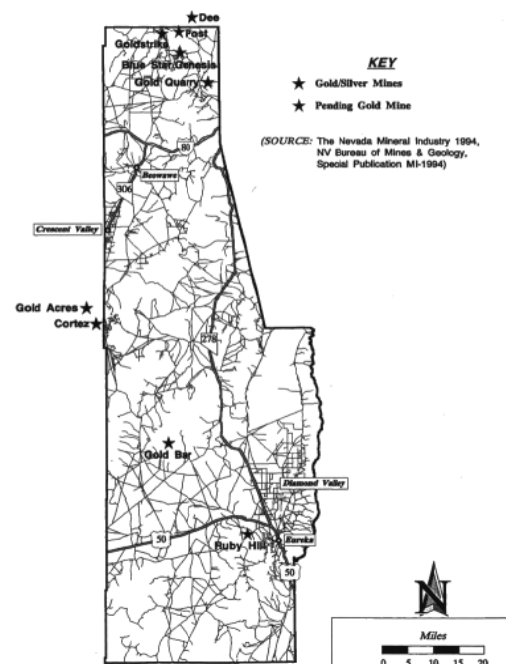 Dee
Post
Goldstrike
Blue Star/Genesis
Gold Quarry
KEY
Gold/Silver Mines
Pending Gold Mine
(SOURCE: The Nevada Mineral Industry 1994,
NV Bureau of Mines & Geology,
Special Publication MI-1994)
80
Beowawe
306
Crescent Valley
Gold Acres
Cortez
278
Gold Bar
Diamond Valley
50
Ruby Hill
Eureka
50
N
Miles
0 5 10 15 20